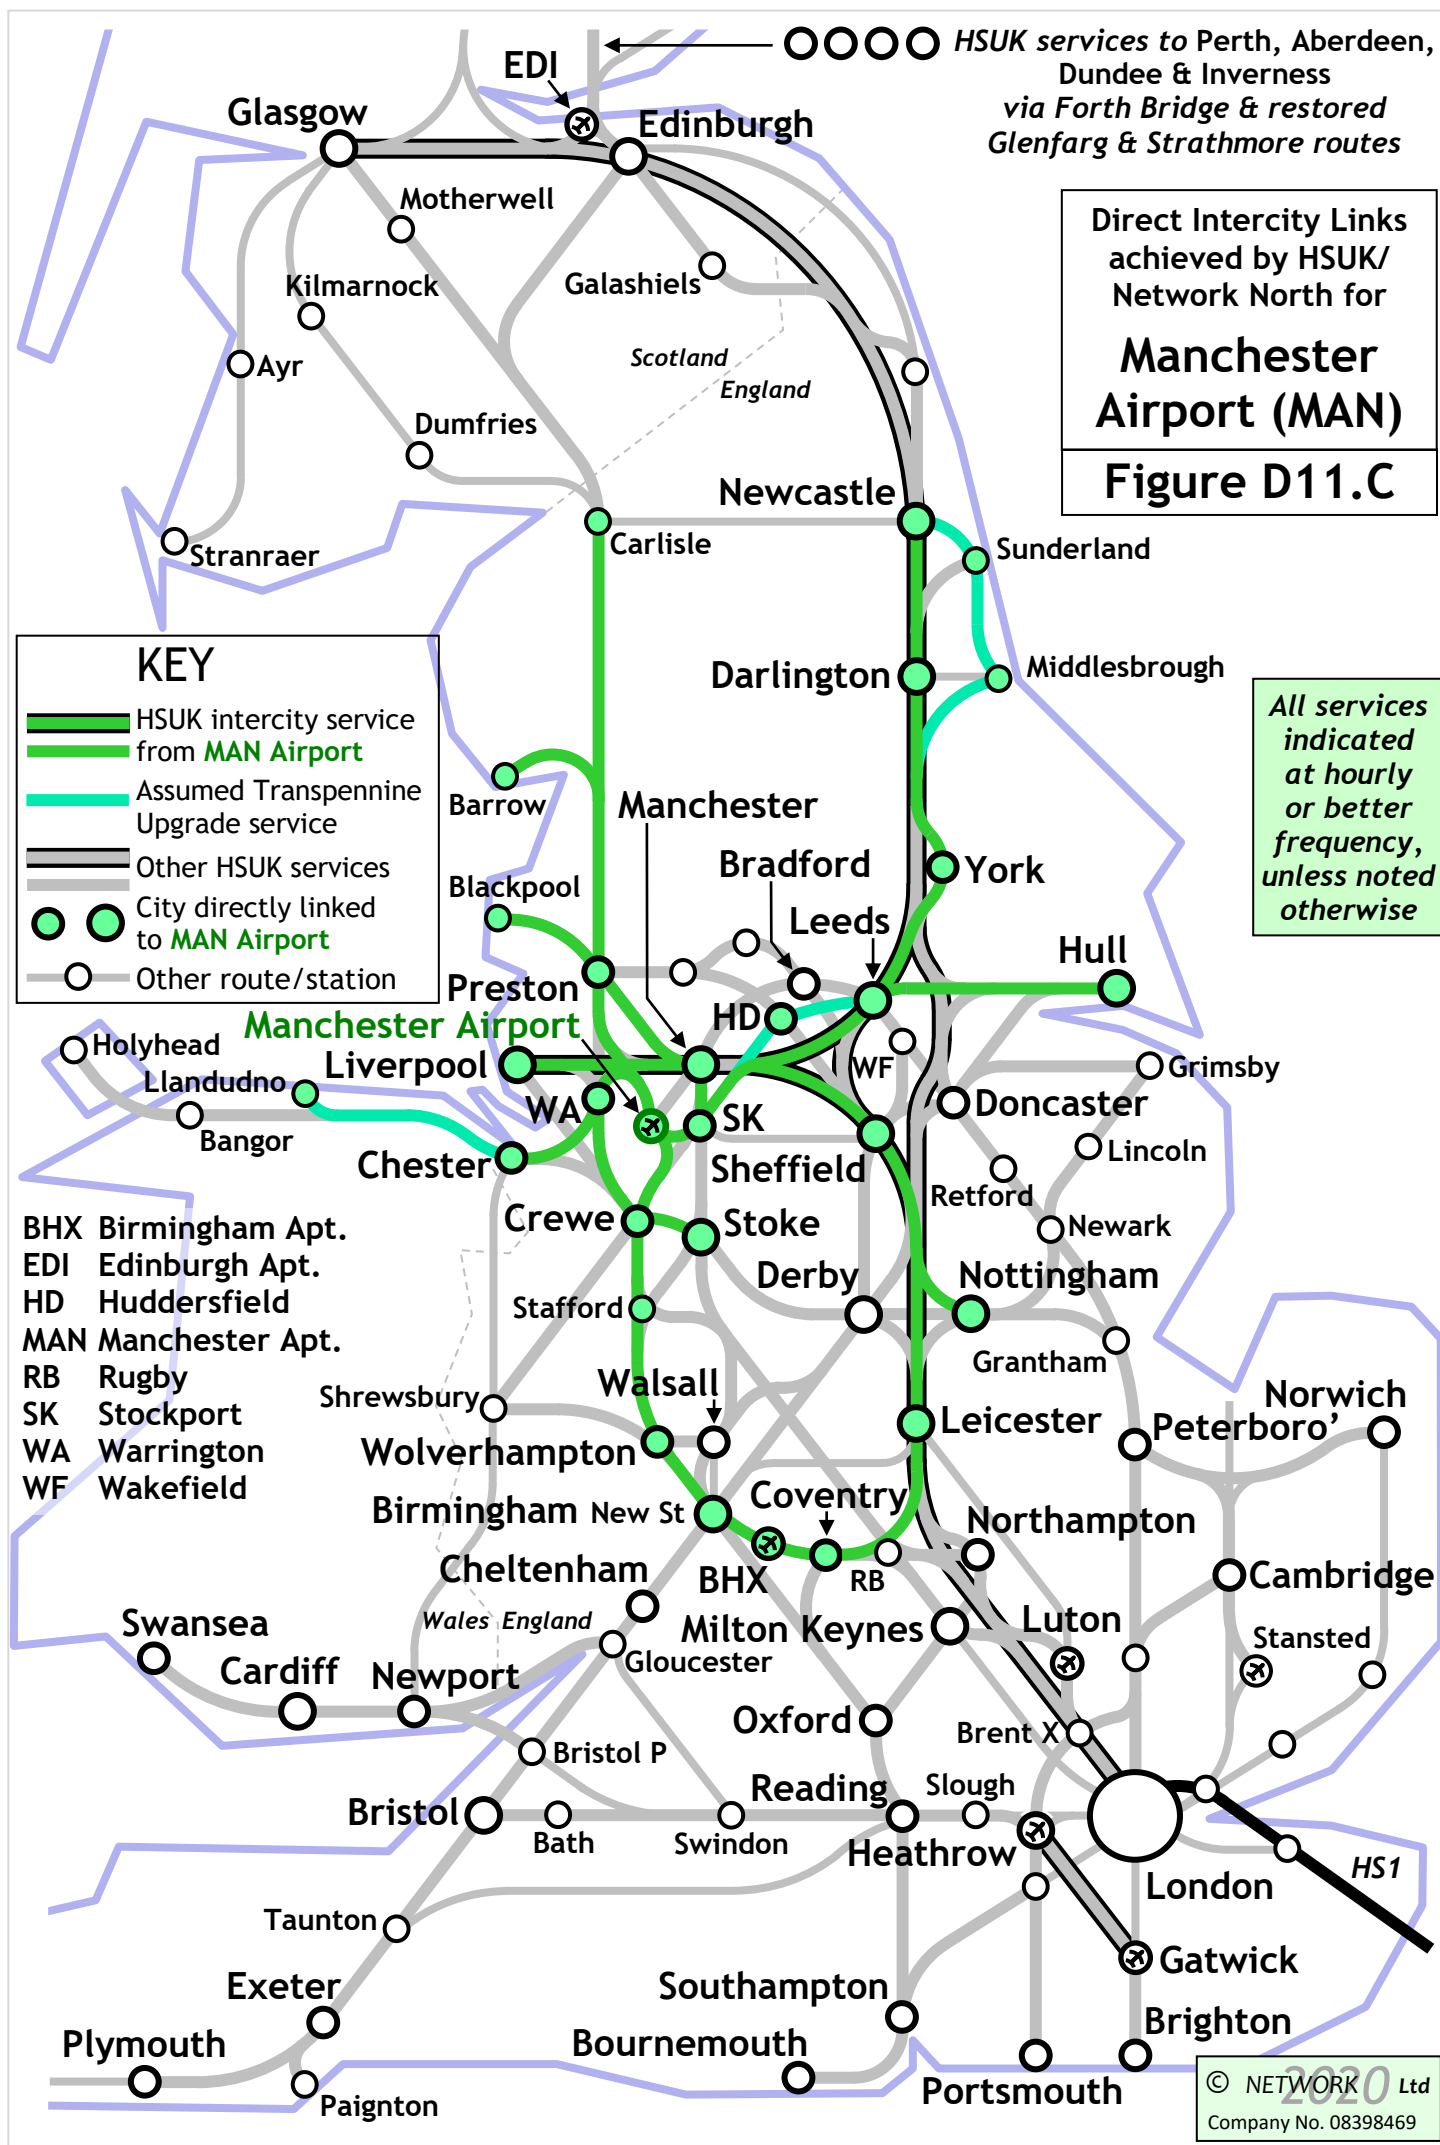 HSUK services to Perth, Aberdeen,
Dundee & Inverness
via Forth Bridge & restored
Glenfarg & Strathmore routes
EDI
Glasgow
Edinburgh
Direct Intercity Links
achieved by HSUK/
Network North for
Manchester
Airport (MAN)
Figure D11.C
Motherwell
Galashiels
Kilmarnock
Scotland
England
Ayr
Dumfries
Newcastle
Carlisle
Sunderland
Stranraer
KEY
HSUK intercity service
from MAN Airport
Assumed Transpennine
Upgrade service
Other HSUK services
City directly linked
to MAN Airport
Other route/station
Darlington
Middlesbrough
All services
indicated
at hourly
or better
frequency,
unless noted
otherwise
Barrow
Manchester
Bradford
York
Blackpool
Leeds
Hull
Preston
Manchester Airport
HD
Holyhead
Liverpool
WF
Grimsby
Llandudno
WA
SK
Doncaster
Bangor
Chester
Sheffield
Lincoln
Retford
Crewe
Stoke
Newark
BHX Birmingham Apt.
EDI Edinburgh Apt.
HD Huddersfield
MAN Manchester Apt.
RB Rugby
SK Stockport
WA Warrington
WF Wakefield
Derby
Nottingham
Stafford
Grantham
Shrewsbury
Walsall
Norwich
Leicester
Peterboro’
Wolverhampton
Coventry
Birmingham New St
Northampton
Cheltenham
BHX
RB
Cambridge
Swansea
Wales England
Milton Keynes
Luton
Stansted
Cardiff
Newport
Gloucester
Oxford
Brent X
Bristol P
Reading
Slough
Bristol
Bath
Swindon
Heathrow
HS1
London
Taunton
Gatwick
Exeter
Southampton
Brighton
Plymouth
Bournemouth
Paignton
Portsmouth
© NETWORK 2020 Ltd
Company No. 08398469